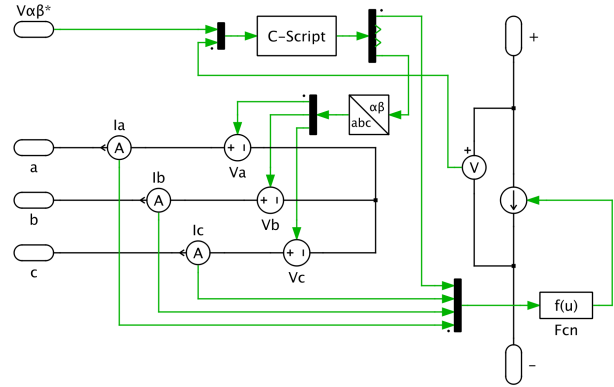 Vαβ*
C-Script
+
αβ
abc
Ia
A
+
a
Va
V
Ib
A
b
Vb
Ic
A
c
Vc
f(u)
Fcn
−